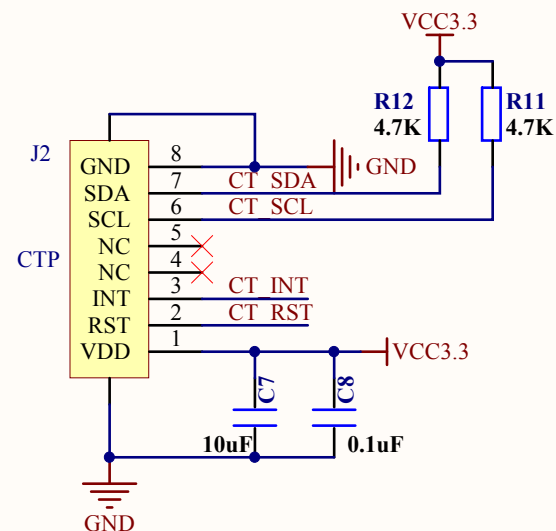 VCC3.3
R12
R11
4.7K
4.7K
J2
GND 8
GND
SDA 7 CT_SDA
SCL 6 CT_SCL
NC 5
CTP
NC 4
INT 3 CT_INT
RST 2 CT_RST
VDD 1
VCC3.3
C7
C8
10uF
0.1uF
GND